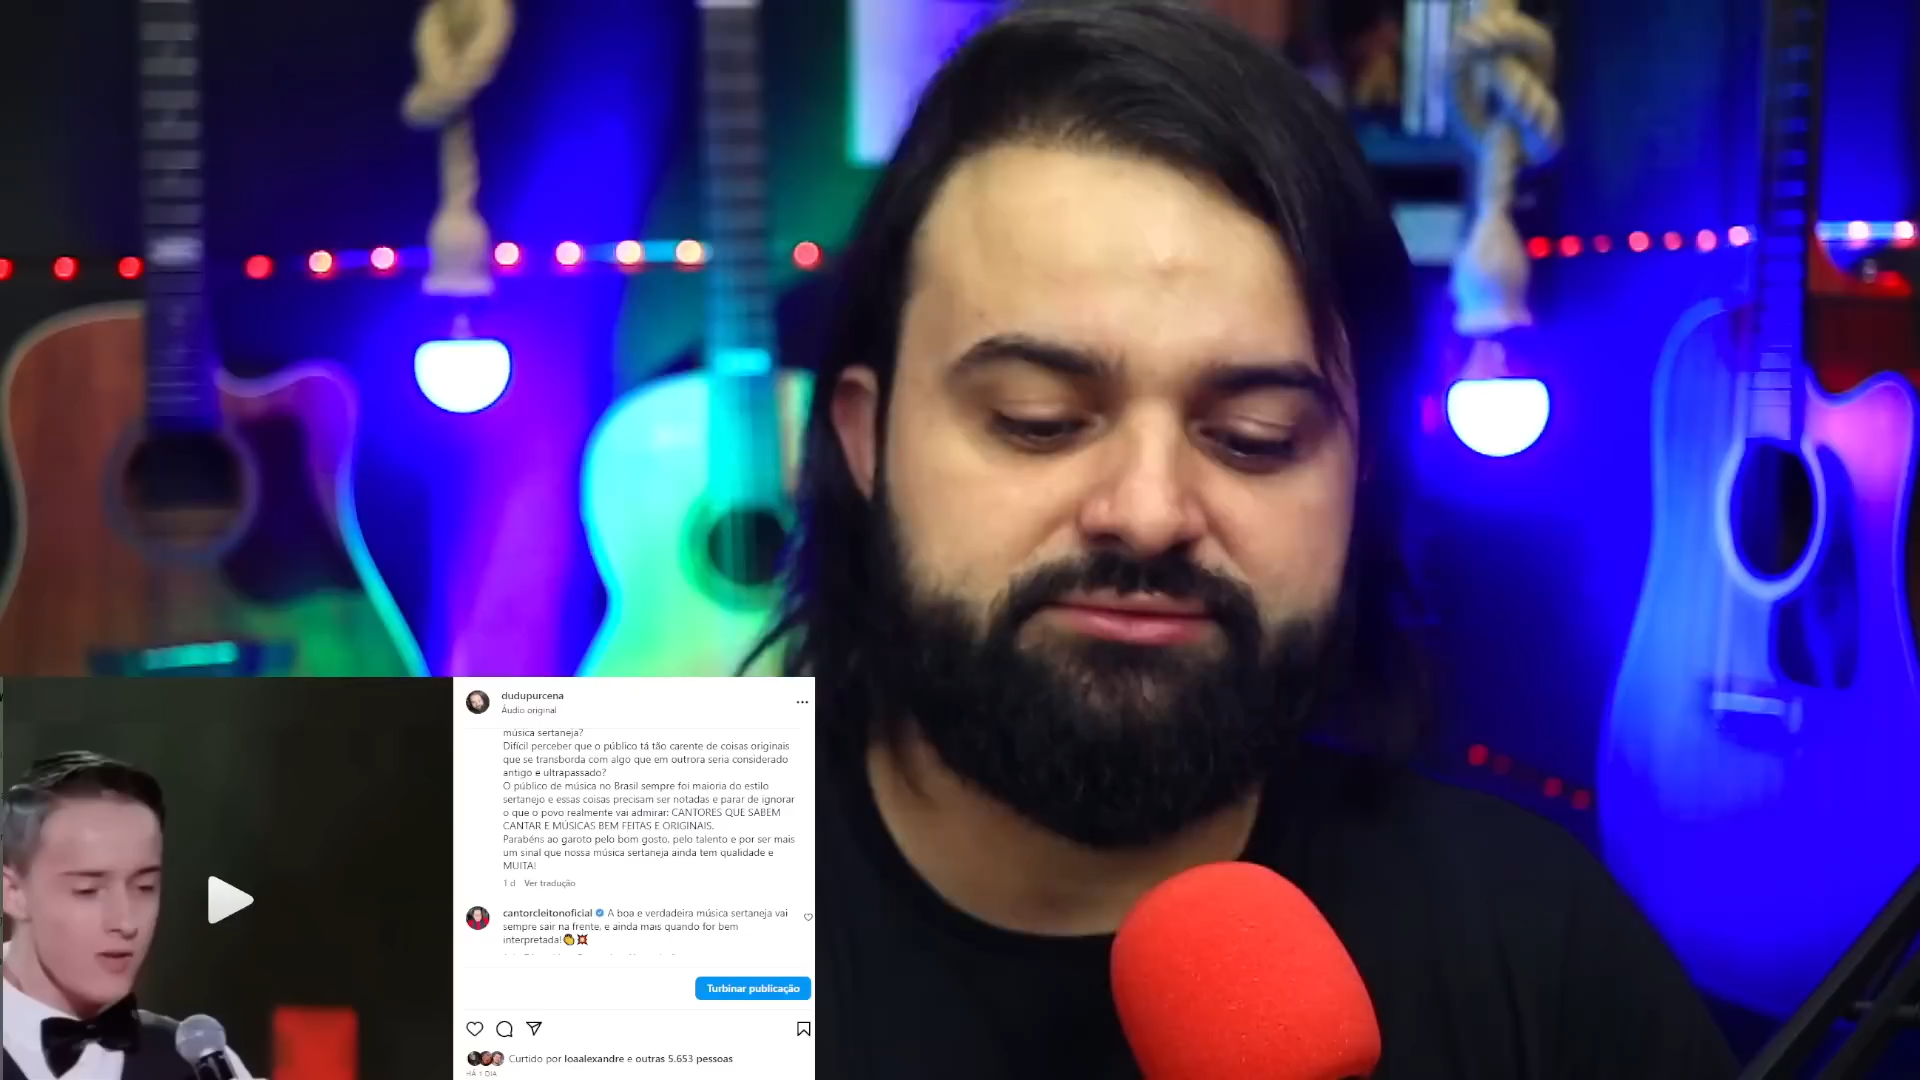 dudupurcena
Áudio original
música sertaneja?
Difícil perceber que o público tá tão carente de coisas originais
que se transborda com algo que em outrora seria considerado
antigo e ultrapassado?
O público de música no Brasil sempre foi maioria do estilo
sertanejo e essas coisas precisam ser notadas e parar de ignorar
o que o povo realmente vai admirar: CANTORES QUE SABEM
CANTAR E MÚSICAS BEM FEITAS E ORIGINAIS.
Parabéns ao garoto pelo bom gosto, pelo talento e por ser mais
um sinal que nossa música sertaneja ainda tem qualidade e
MUITA!
1 d Ver tradução
cantorcleitonoficial A boa e verdadeira música sertaneja vai
sempre sair na frente, e ainda mais quando for bem
interpretada!👏💥
Turbinar publicação
Curtido por loaalexandre e outras 5.653 pessoas
HÁ 1 DIA